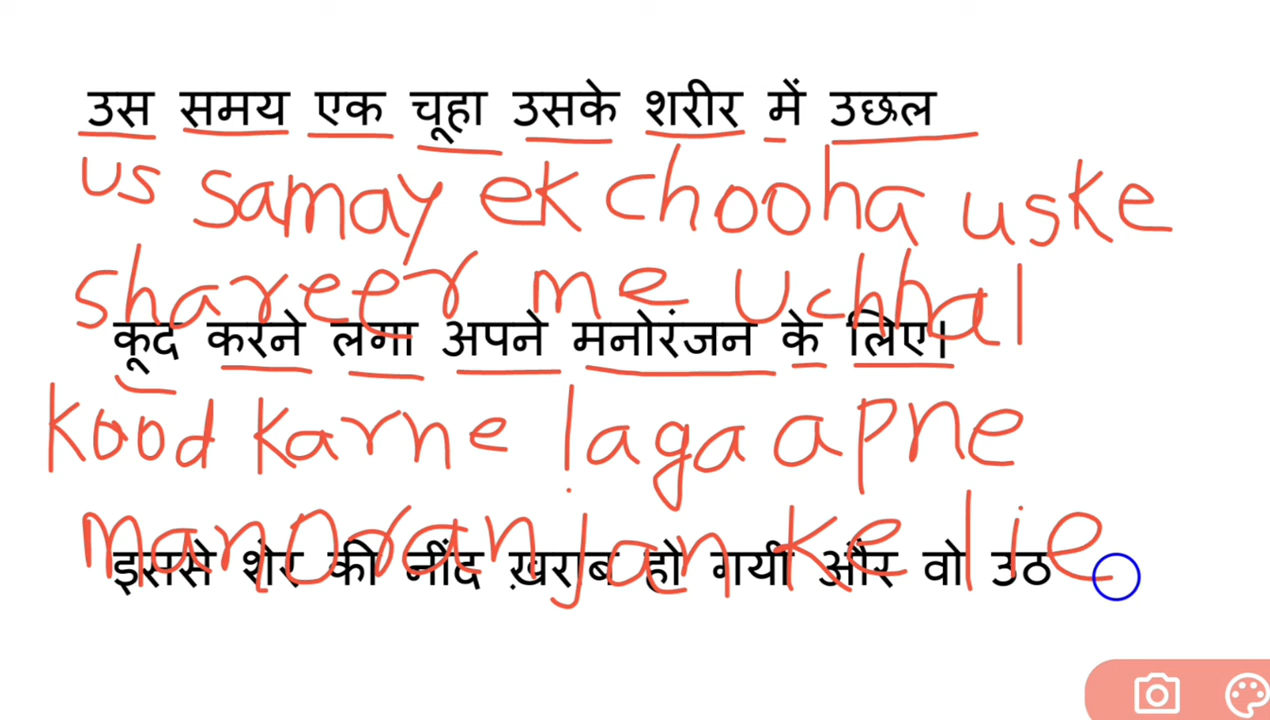 उस समय एक चूहा उसके शरीर में उछल
us samay ek chooha uske
shareer me uchhal
कूद करने लगा अपने मनोरंजन के लिए।
kood karne laga apne
manoranjan ke lie
इससे शेर की नींद ख़राब हो गयी और वो उठ